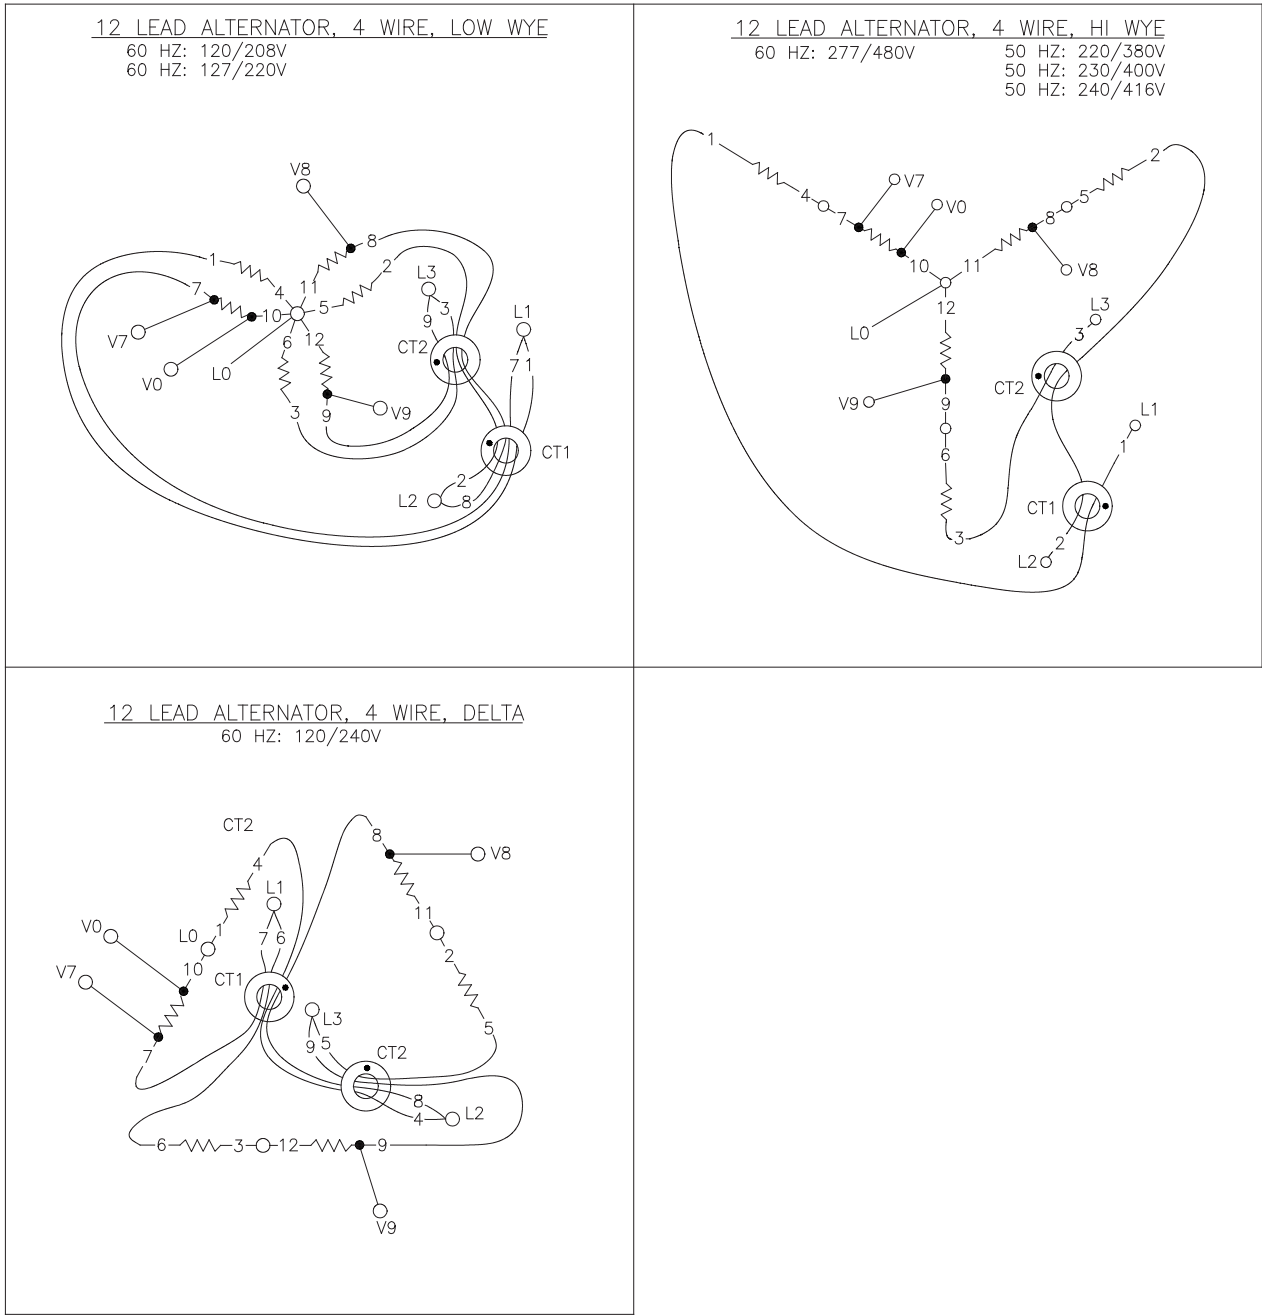 12 LEAD ALTERNATOR, 4 WIRE, LOW WYE
60 HZ: 120/208V
60 HZ: 127/220V
V8
8
1
2
11
4
7
5
10
6
12
L3
3
9
L1
CT2
7 1
V7
V0
L0
3
9
V9
CT1
2
L2
8
12 LEAD ALTERNATOR, 4 WIRE, HI WYE
60 HZ: 277/480V
50 HZ: 220/380V
50 HZ: 230/400V
50 HZ: 240/416V
1
2
4
V7
5
7
V0
8
10
11
V8
12
L0
L3
3
CT2
V9
9
L1
1
6
CT1
3
2
L2
12 LEAD ALTERNATOR, 4 WIRE, DELTA
60 HZ: 120/240V
CT2
8
V8
4
L1
11
V0
L0
1
7 6
2
10
V7
CT1
L3
5
9 5
7
CT2
8
L2
4
6
3
12
9
V9